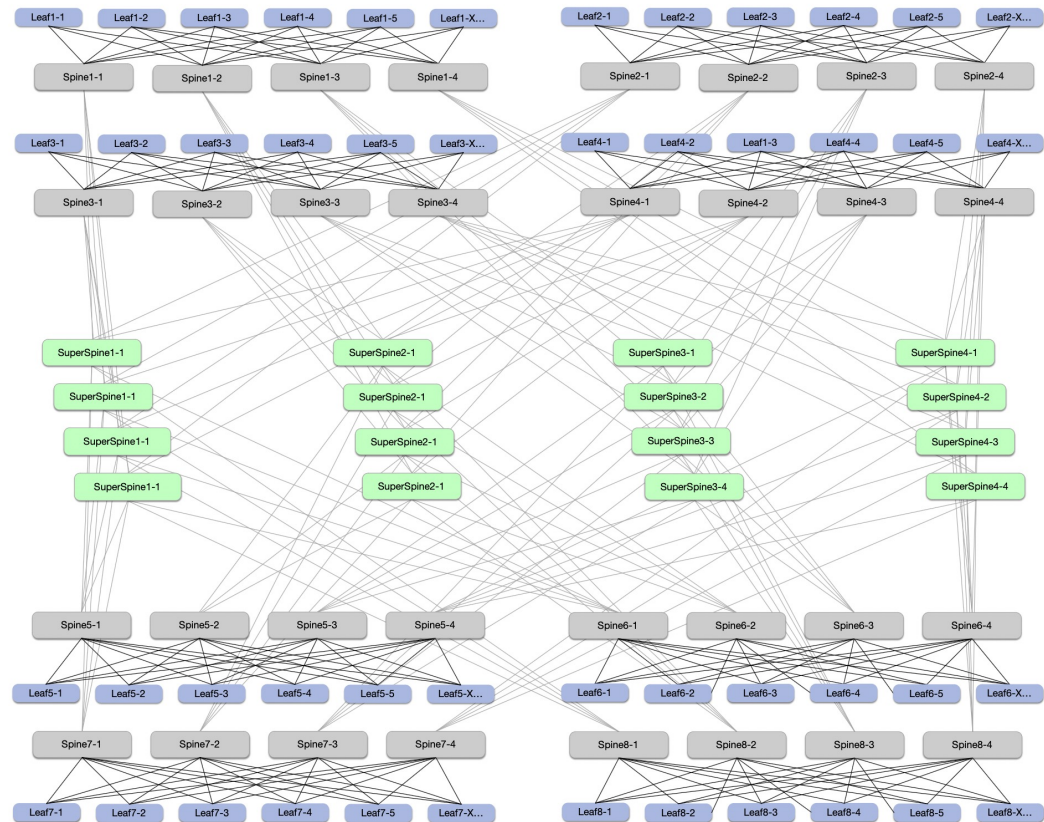 Leaf1-1 Leaf1-2 Leaf1-3 Leaf1-4 Leaf1-5 Leaf1-X... Leaf2-1 Leaf2-2 Leaf2-3 Leaf2-4 Leaf2-5 Leaf2-X...
Spine1-1 Spine1-2 Spine1-3 Spine1-4 Spine2-1 Spine2-2 Spine2-3 Spine2-4
Leaf3-1 Leaf3-2 Leaf3-3 Leaf3-4 Leaf3-5 Leaf3-X... Leaf4-1 Leaf4-2 Leaf1-3 Leaf4-4 Leaf4-5 Leaf4-X...
Spine3-1 Spine3-2 Spine3-3 Spine3-4 Spine4-1 Spine4-2 Spine4-3 Spine4-4
SuperSpine1-1 SuperSpine2-1 SuperSpine3-1 SuperSpine4-1
SuperSpine1-1 SuperSpine2-1 SuperSpine3-2 SuperSpine4-2
SuperSpine1-1 SuperSpine2-1 SuperSpine3-3 SuperSpine4-3
SuperSpine1-1 SuperSpine2-1 SuperSpine3-4 SuperSpine4-4
Spine5-1 Spine5-2 Spine5-3 Spine5-4 Spine6-1 Spine6-2 Spine6-3 Spine6-4
Leaf5-1 Leaf5-2 Leaf5-3 Leaf5-4 Leaf5-5 Leaf5-X... Leaf6-1 Leaf6-2 Leaf6-3 Leaf6-4 Leaf6-5 Leaf6-X...
Spine7-1 Spine7-2 Spine7-3 Spine7-4 Spine8-1 Spine8-2 Spine8-3 Spine8-4
Leaf7-1 Leaf7-2 Leaf7-3 Leaf7-4 Leaf7-5 Leaf7-X... Leaf8-1 Leaf8-2 Leaf8-3 Leaf8-4 Leaf8-5 Leaf8-X...